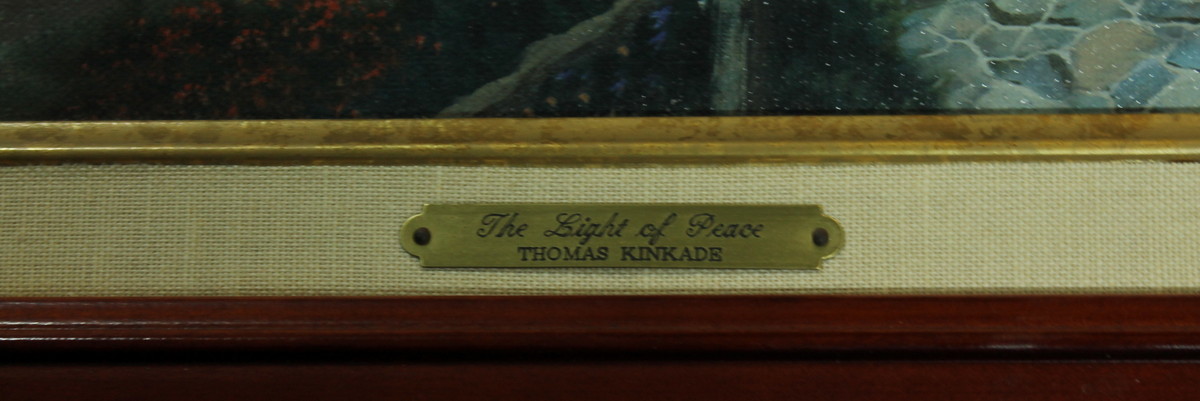 The Light of Peace
THOMAS KINKADE